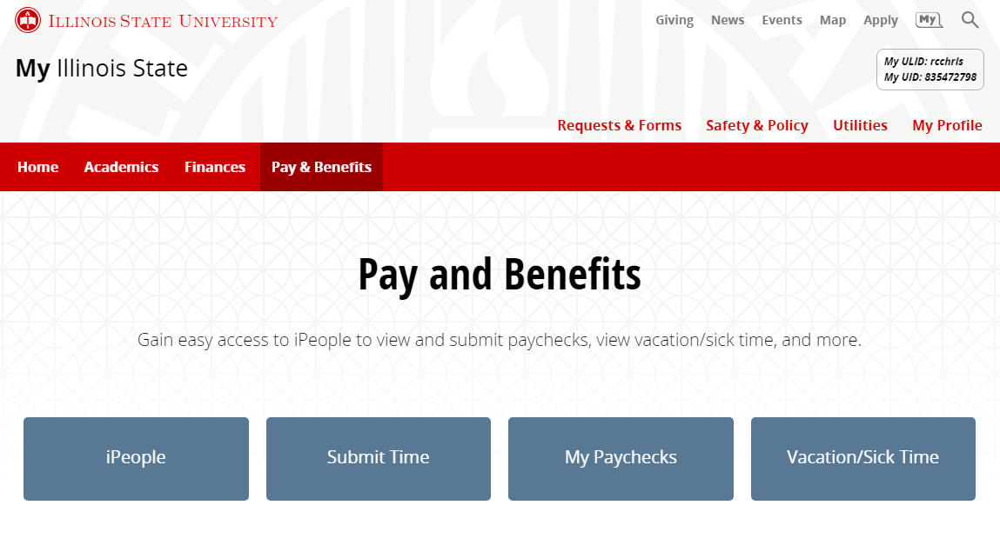 Illinois State University
Giving News Events Map Apply My
My Illinois State
My ULID: rcchris
My UID: 835472798
Requests & Forms Safety & Policy Utilities My Profile
Home Academics Finances Pay & Benefits
Pay and Benefits
Gain easy access to iPeople to view and submit paychecks, view vacation/sick time, and more.
iPeople Submit Time My Paychecks Vacation/Sick Time